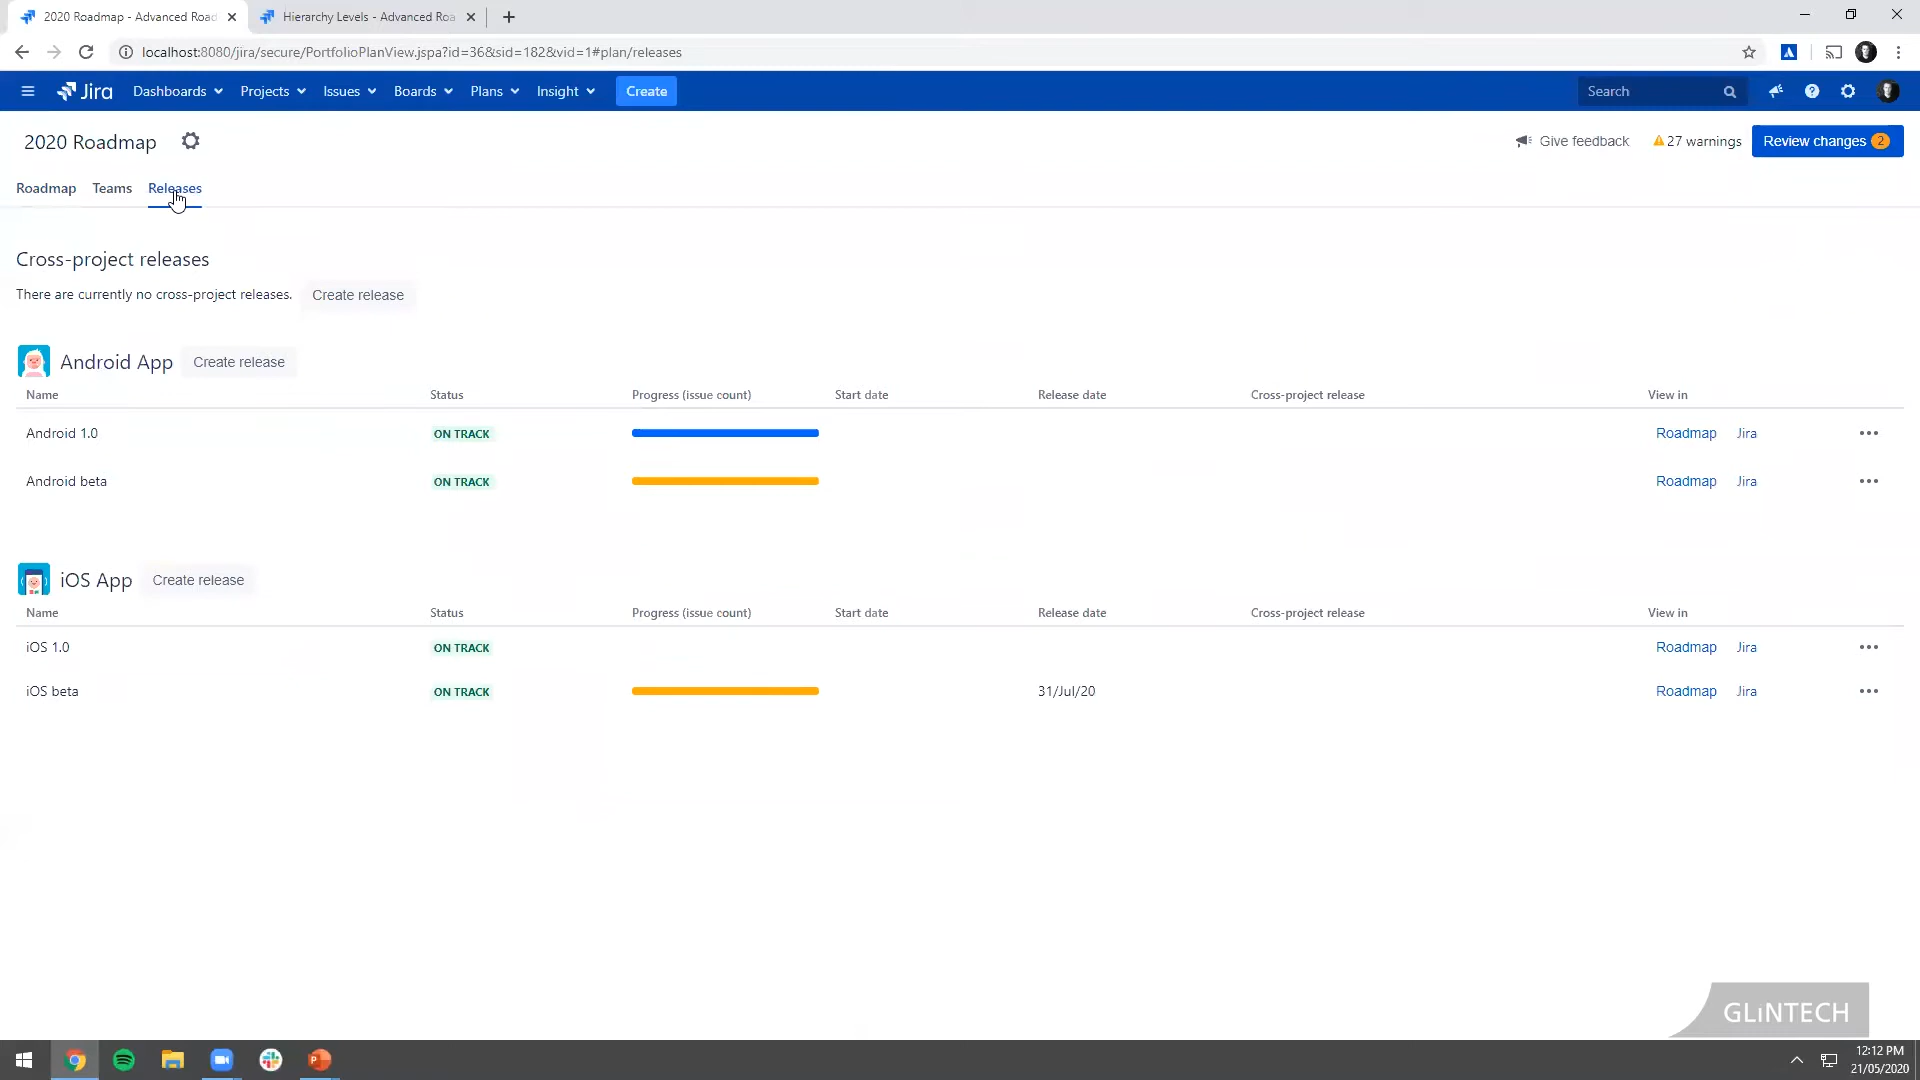 2020 Roadmap - Advanced Road
Hierarchy Levels - Advanced Roa
localhost:8080/jira/secure/PortfolioPlanView.jspa?id=36&sid=182&vid=1#plan/releases
Jira Dashboards Projects Issues Boards Plans Insight Create Search
2020 Roadmap Give feedback 27 warnings Review changes 2
Roadmap Teams Releases
Cross-project releases
There are currently no cross-project releases. Create release
Android App Create release
Name Status Progress (issue count) Start date Release date Cross-project release View in
Android 1.0 ON TRACK Roadmap Jira
Android beta ON TRACK Roadmap Jira
iOS App Create release
Name Status Progress (issue count) Start date Release date Cross-project release View in
iOS 1.0 ON TRACK Roadmap Jira
iOS beta ON TRACK 31/Jul/20 Roadmap Jira
GLiNTECH
12:12 PM
21/05/2020